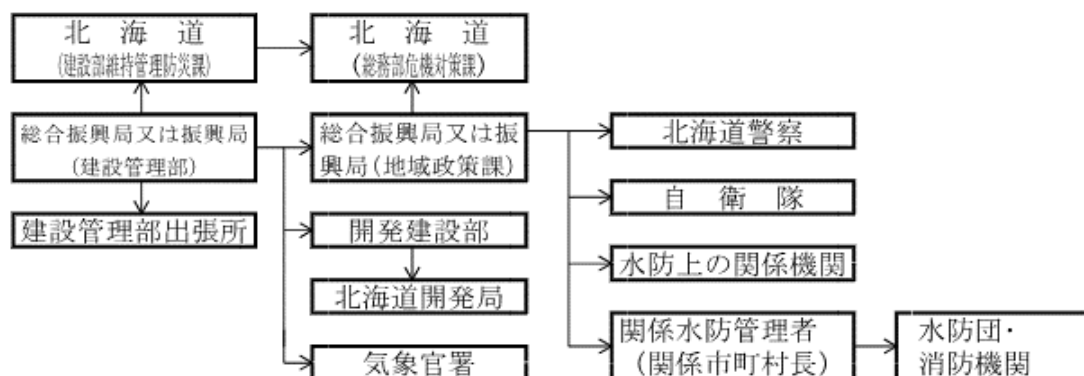 北海道
(建設部維持管理防災課)
北海道
(総務部危機対策課)
総合振興局又は振興局
(建設管理部)
総合振興局又は振
興局(地域政策課)
北海道警察
自衛隊
建設管理部出張所
開発建設部
水防上の関係機関
北海道開発局
関係水防管理者
(関係市町村長)
水防団・
消防機関
気象官署